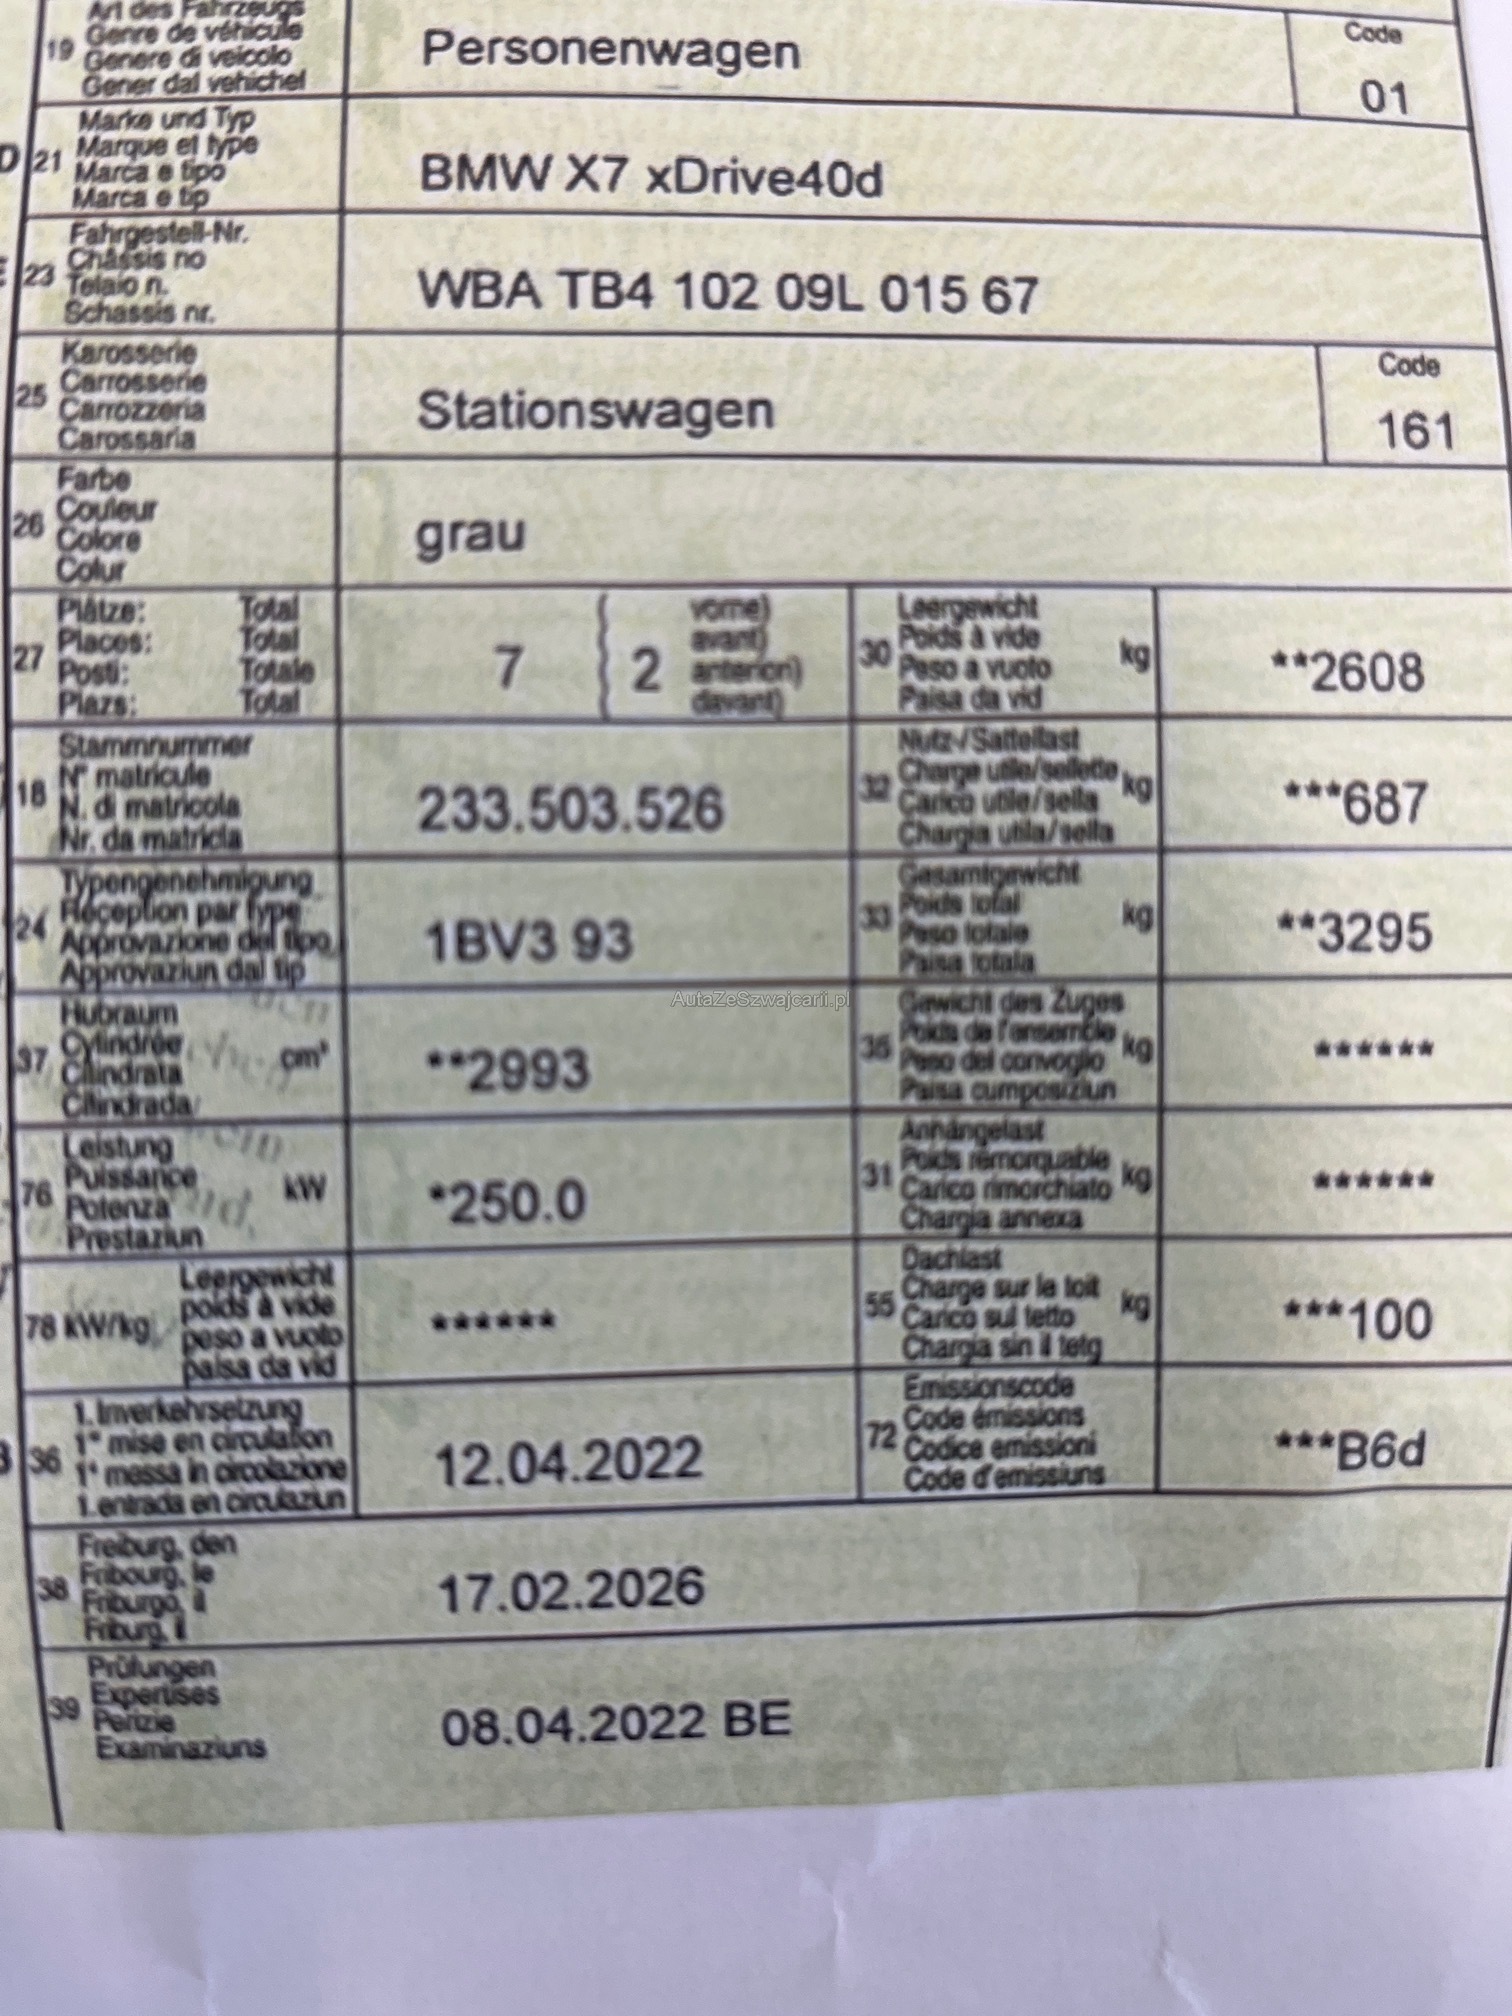 Art des Fahrzeugs
19 Genre de véhicule
Genere di veicolo
Gener dal vehichel
Personenwagen
Code
01
Marke und Typ
D 21 Marque et type
Marca e tipo
Marca e tip
BMW X7 xDrive40d
Fahrgestell-Nr.
E 23 Châssis no
Telaio n.
Schassis nr.
WBA TB4 102 09L 015 67
Karosserie
25 Carrosserie
Carrozzeria
Carossaria
Stationswagen
Code
161
Farbe
26 Couleur
Colore
Colur
grau
Plätze: Total
27 Places: Total
Posti: Totale
Plazs: Total
7
2
vorne)
avant)
anteriori)
davant)
Leergewicht
30 Poids à vide kg
Peso a vuoto
Paisa da vid
**2608
Stammnummer
18 N° matricule
N. di matricola
Nr. da matricla
233.503.526
Nutz-/Sattellast
32 Charge utile/sellette kg
Carico utile/sella
Chargia utila/sella
***687
Typengenehmigung
24 Réception par type
Approvazione del tipo
Approvaziun dal tip
1BV3 93
Gesamtgewicht
33 Poids total kg
Peso totale
Paisa totala
**3295
AutaZeSzwajcarii.pl
Hubraum
37 Cylindrée cm³
Cilindrata
Cilindrada
**2993
Gewicht des Zuges
35 Poids de l'ensemble kg
Peso del convoglio
Paisa cumposiziun
******
Leistung
76 Puissance kW
Potenza
Prestaziun
*250.0
Anhängelast
31 Poids remorquable kg
Carico rimorchiato
Chargia annexa
******
Leergewicht
78 kW/kg poids à vide
peso a vuoto
paisa da vid
******
Dachlast
55 Charge sur le toit kg
Carico sul tetto
Chargia sin il tetg
***100
1. Inverkehrsetzung
B 36 1° mise en circulation
1ª messa in circolazione
1. entrada en circulaziun
12.04.2022
Emissionscode
72 Code émissions
Codice emissioni
Code d'emissiuns
***B6d
Freiburg, den
38 Fribourg, le
Friburgo, il
Friburg, il
17.02.2026
Prüfungen
39 Expertises
Perizie
Examinaziuns
08.04.2022 BE